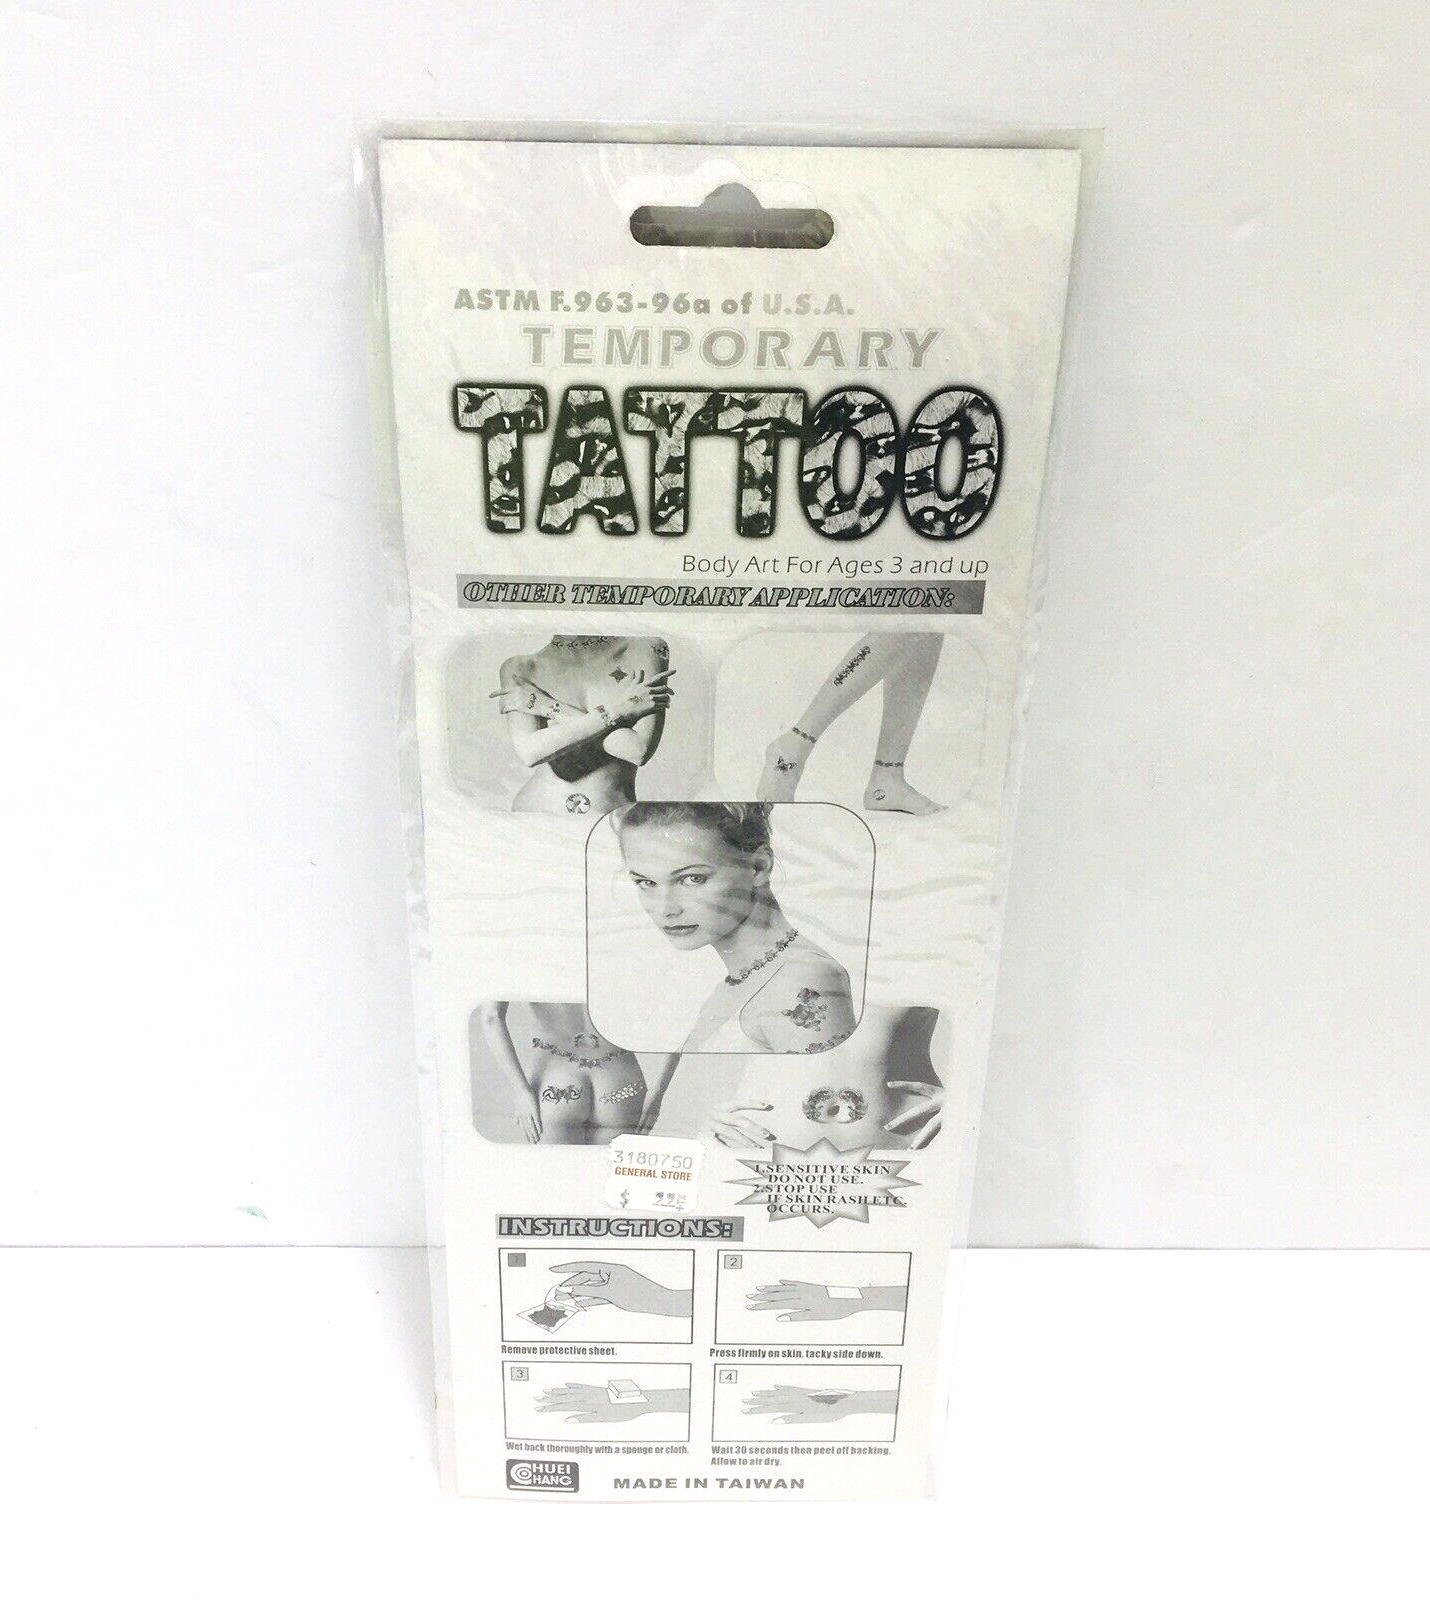 ASTM F.963-96a of U.S.A.
TEMPORARY
TATTOO
Body Art For Ages 3 and up
OTHER TEMPORARY APPLICATION:
3180750
GENERAL STORE
$
1.SENSITIVE SKIN
DO NOT USE.
2.STOP USE
IF SKIN RASH ETC.
OCCURS.
INSTRUCTIONS:
1
2
Remove protective sheet.
Press firmly on skin, tacky side down.
3
4
Wet back thoroughly with a sponge or cloth.
Wait 30 seconds then peel off backing.
Allow to air dry.
CHUEI
CHANG
MADE IN TAIWAN